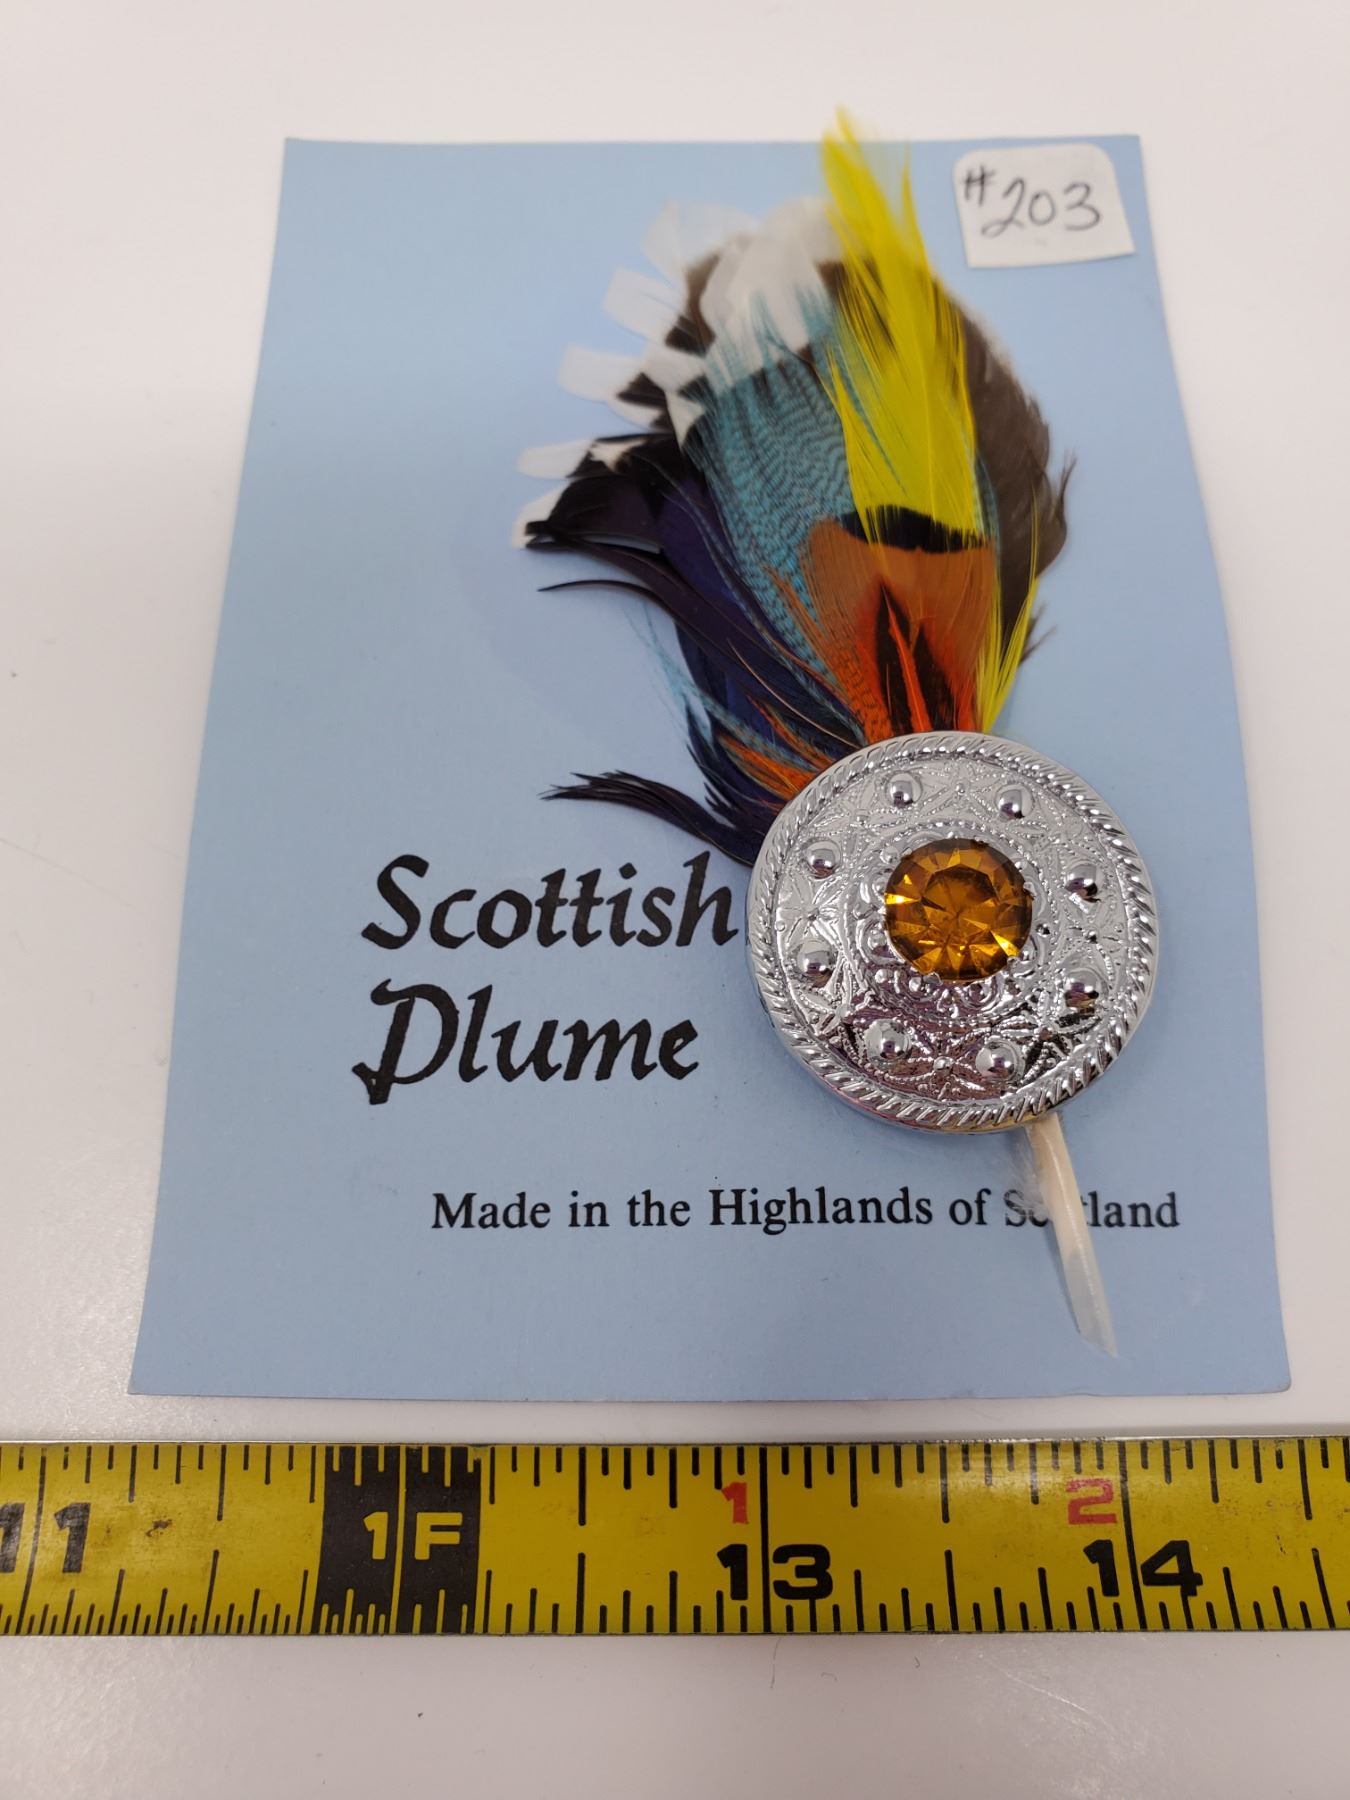 #203
Scottish
Plume
Made in the Highlands of Scotland
1 2
11 1F 13 14